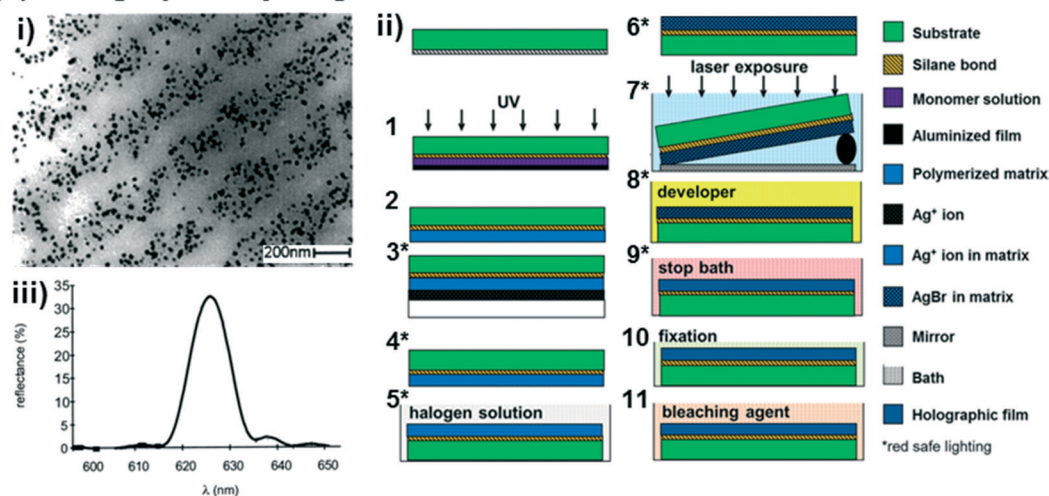 i)
200nm
iii)
35
30
25
20
15
10
5
0
reflectance (%)
600 610 620 630 640 650
λ (nm)
ii)
UV
1
2
3*
4*
5*
halogen solution
6*
laser exposure
7*
8*
developer
9*
stop bath
10
fixation
11
bleaching agent
Substrate
Silane bond
Monomer solution
Aluminized film
Polymerized matrix
Ag⁺ ion
Ag⁺ ion in matrix
AgBr in matrix
Mirror
Bath
Holographic film
*red safe lighting